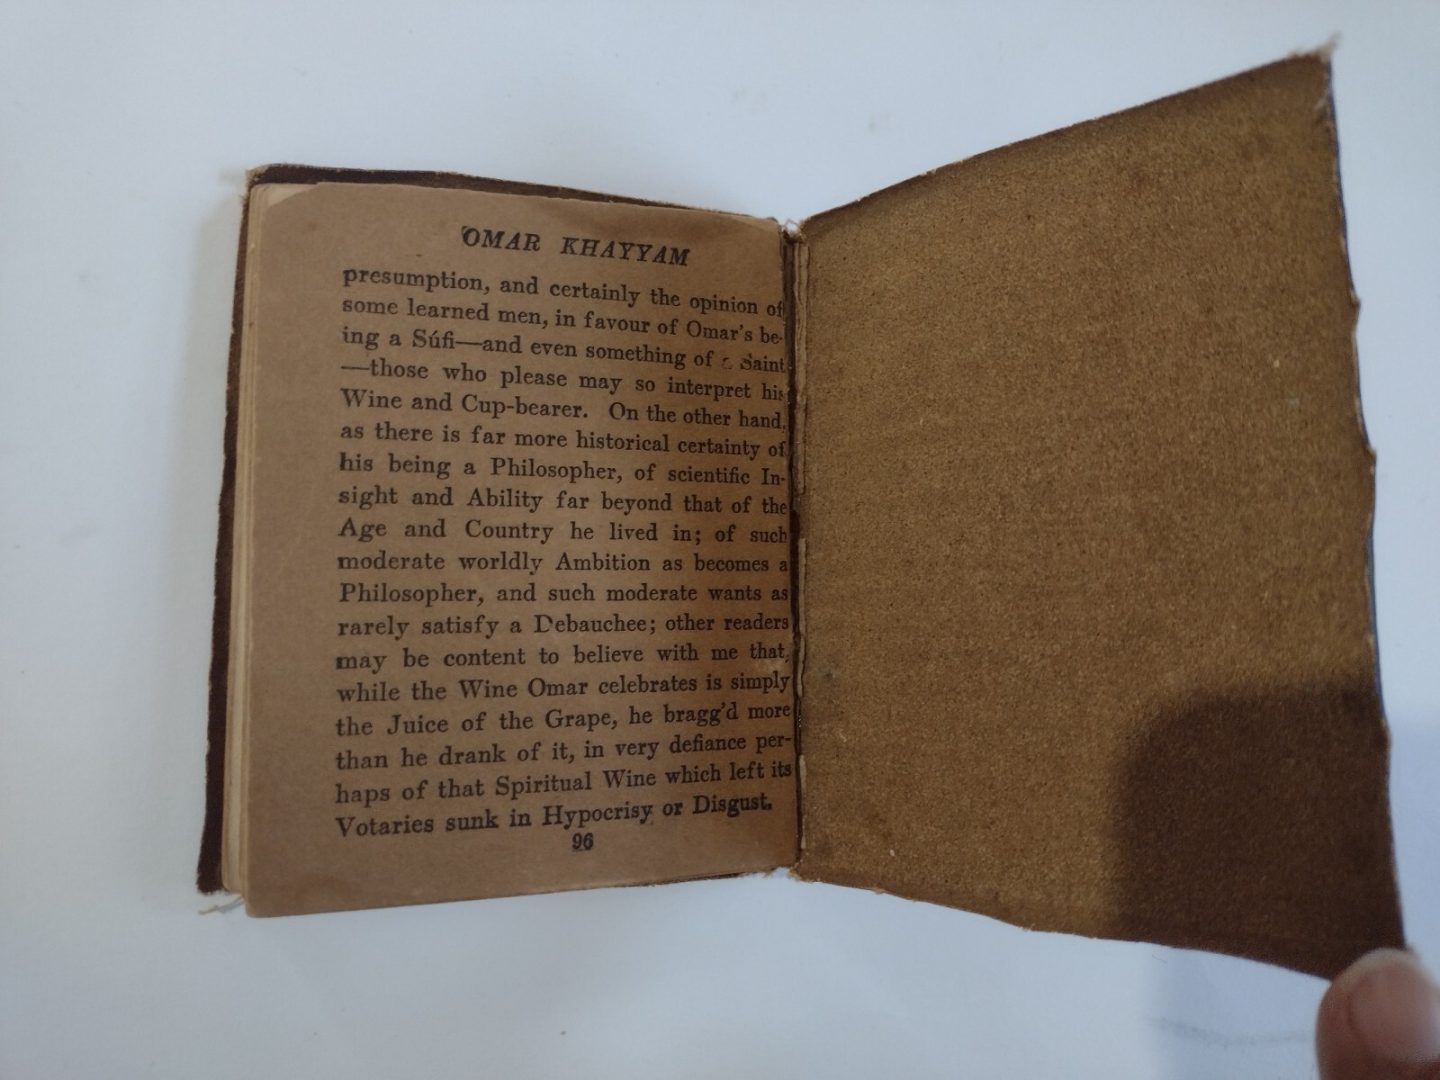 OMAR KHAYYAM
presumption, and certainly the opinion of
some learned men, in favour of Omar's be-
ing a Súfi—and even something of a Saint
—those who please may so interpret his
Wine and Cup-bearer. On the other hand,
as there is far more historical certainty of
his being a Philosopher, of scientific In-
sight and Ability far beyond that of the
Age and Country he lived in; of such
moderate worldly Ambition as becomes a
Philosopher, and such moderate wants as
rarely satisfy a Debauchee; other readers
may be content to believe with me that,
while the Wine Omar celebrates is simply
the Juice of the Grape, he bragg'd more
than he drank of it, in very defiance per-
haps of that Spiritual Wine which left its
Votaries sunk in Hypocrisy or Disgust.
96